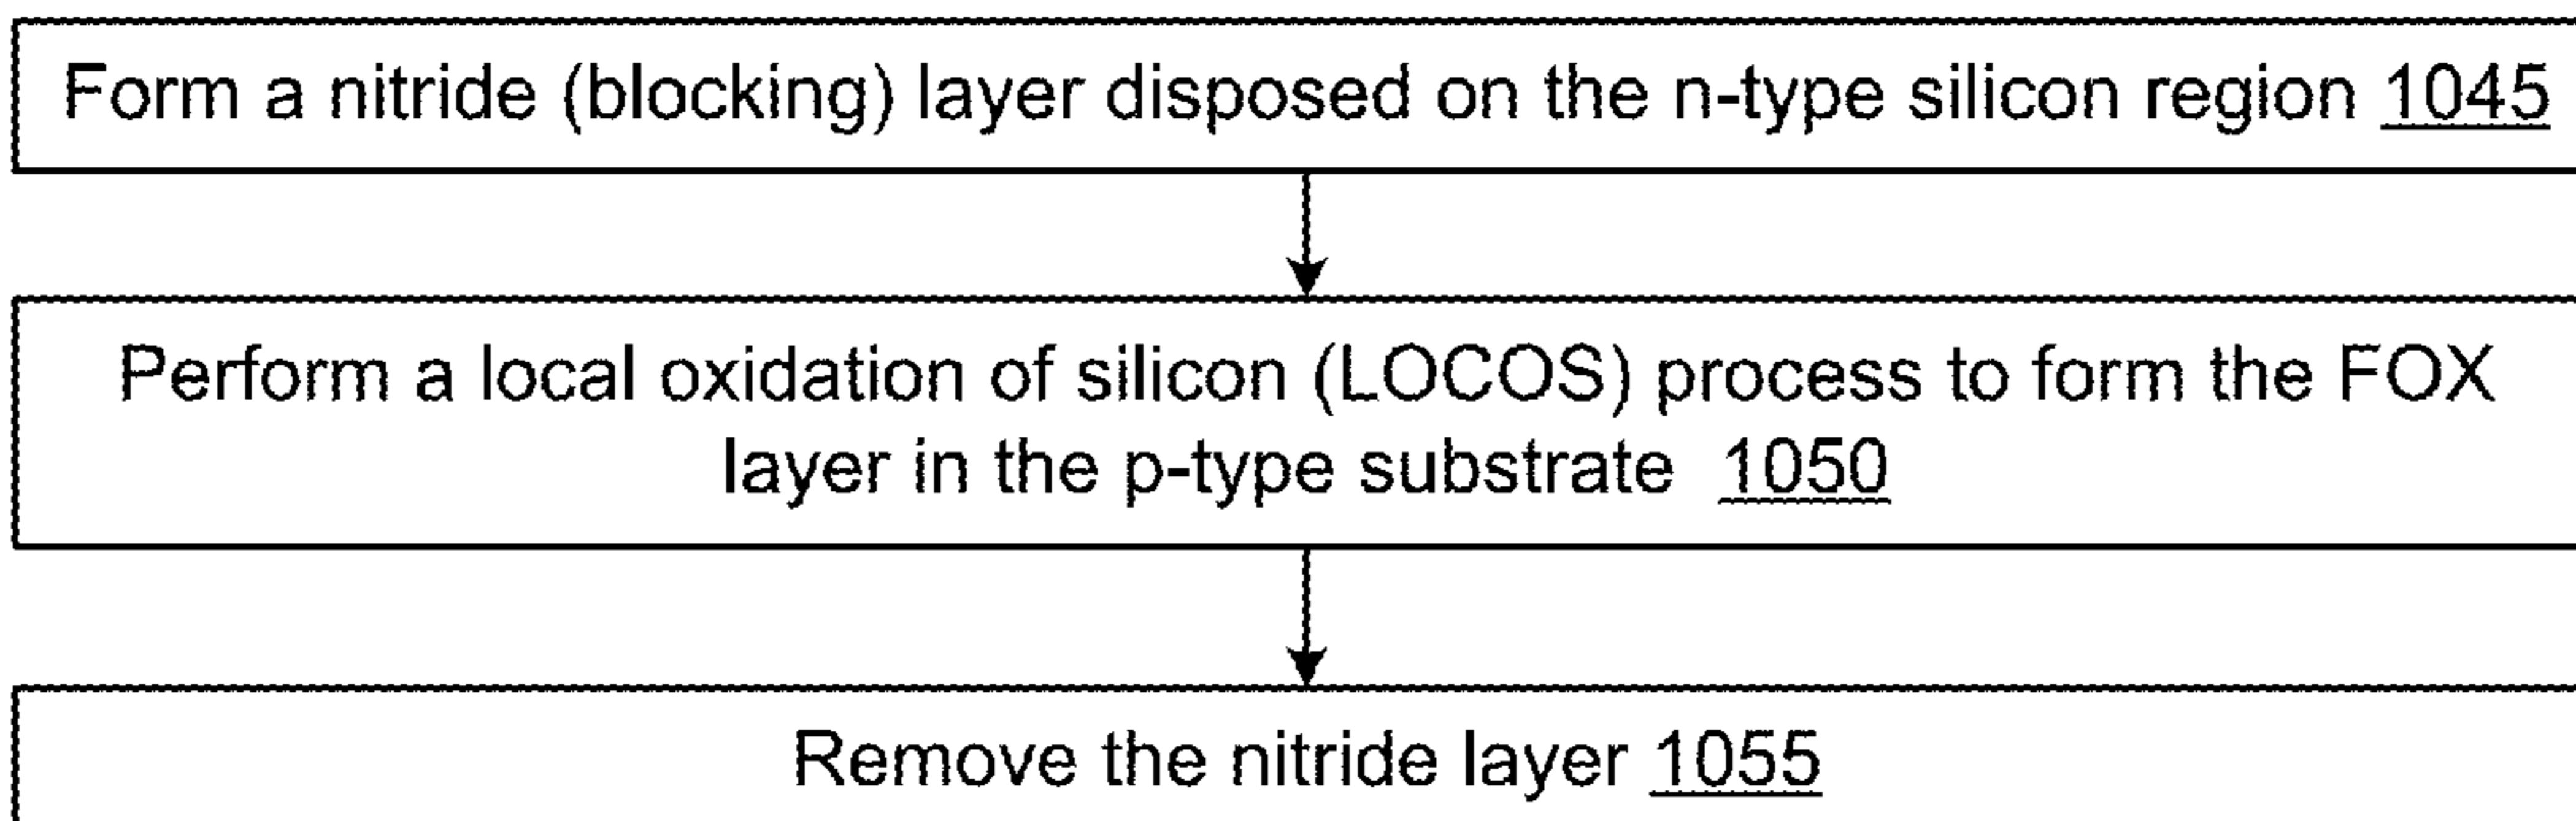 Form a nitride (blocking) layer disposed on the n-type silicon region 1045
Perform a local oxidation of silicon (LOCOS) process to form the FOX
layer in the p-type substrate 1050
Remove the nitride layer 1055